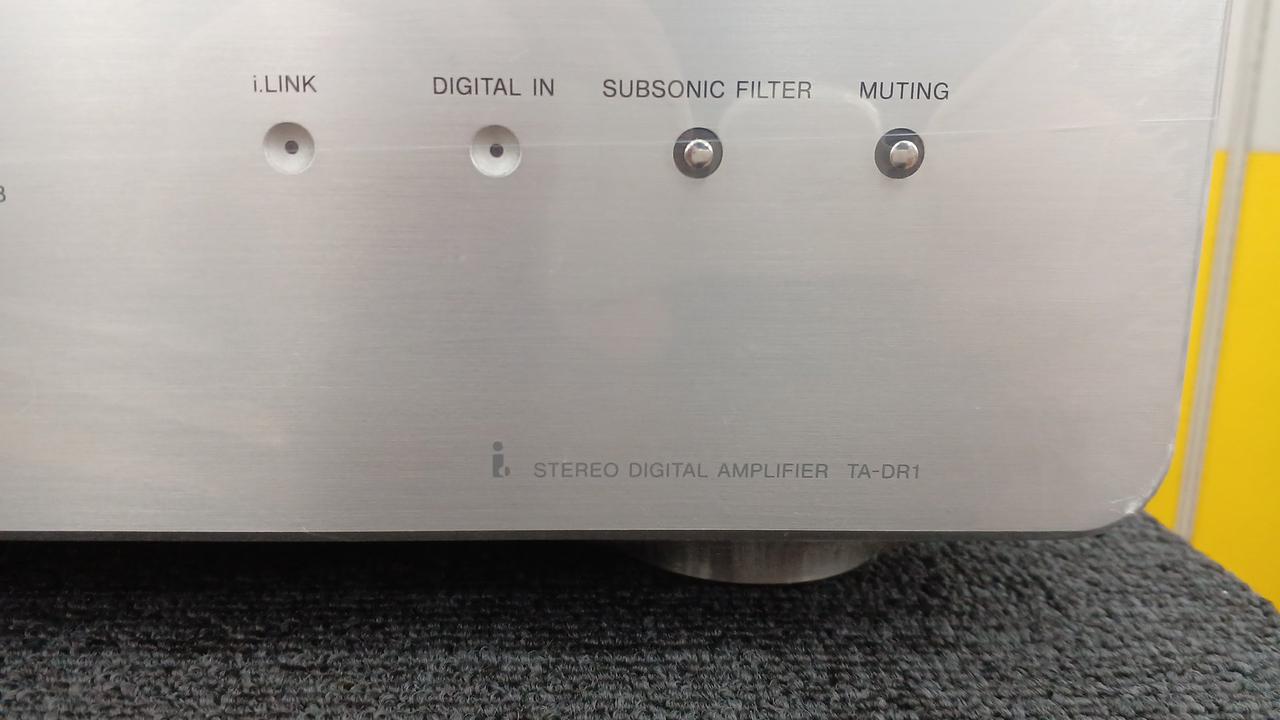 i.LINK
DIGITAL IN
SUBSONIC FILTER
MUTING
STEREO DIGITAL AMPLIFIER TA-DR1